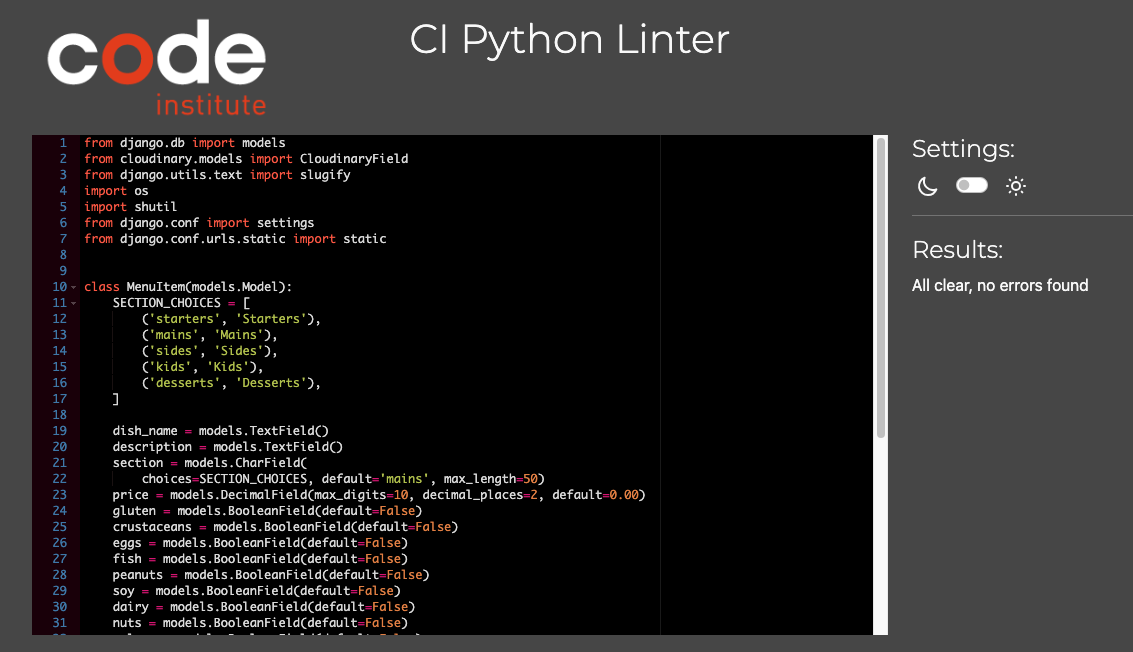 code
institute
CI Python Linter
1 from django.db import models
2 from cloudinary.models import CloudinaryField
3 from django.utils.text import slugify
4 import os
5 import shutil
6 from django.conf import settings
7 from django.conf.urls.static import static
8
9
10 class MenuItem(models.Model):
11     SECTION_CHOICES = [
12         ('starters', 'Starters'),
13         ('mains', 'Mains'),
14         ('sides', 'Sides'),
15         ('kids', 'Kids'),
16         ('desserts', 'Desserts'),
17     ]
18
19     dish_name = models.TextField()
20     description = models.TextField()
21     section = models.CharField(
22         choices=SECTION_CHOICES, default='mains', max_length=50)
23     price = models.DecimalField(max_digits=10, decimal_places=2, default=0.00)
24     gluten = models.BooleanField(default=False)
25     crustaceans = models.BooleanField(default=False)
26     eggs = models.BooleanField(default=False)
27     fish = models.BooleanField(default=False)
28     peanuts = models.BooleanField(default=False)
29     soy = models.BooleanField(default=False)
30     dairy = models.BooleanField(default=False)
31     nuts = models.BooleanField(default=False)
Settings:
Results:
All clear, no errors found